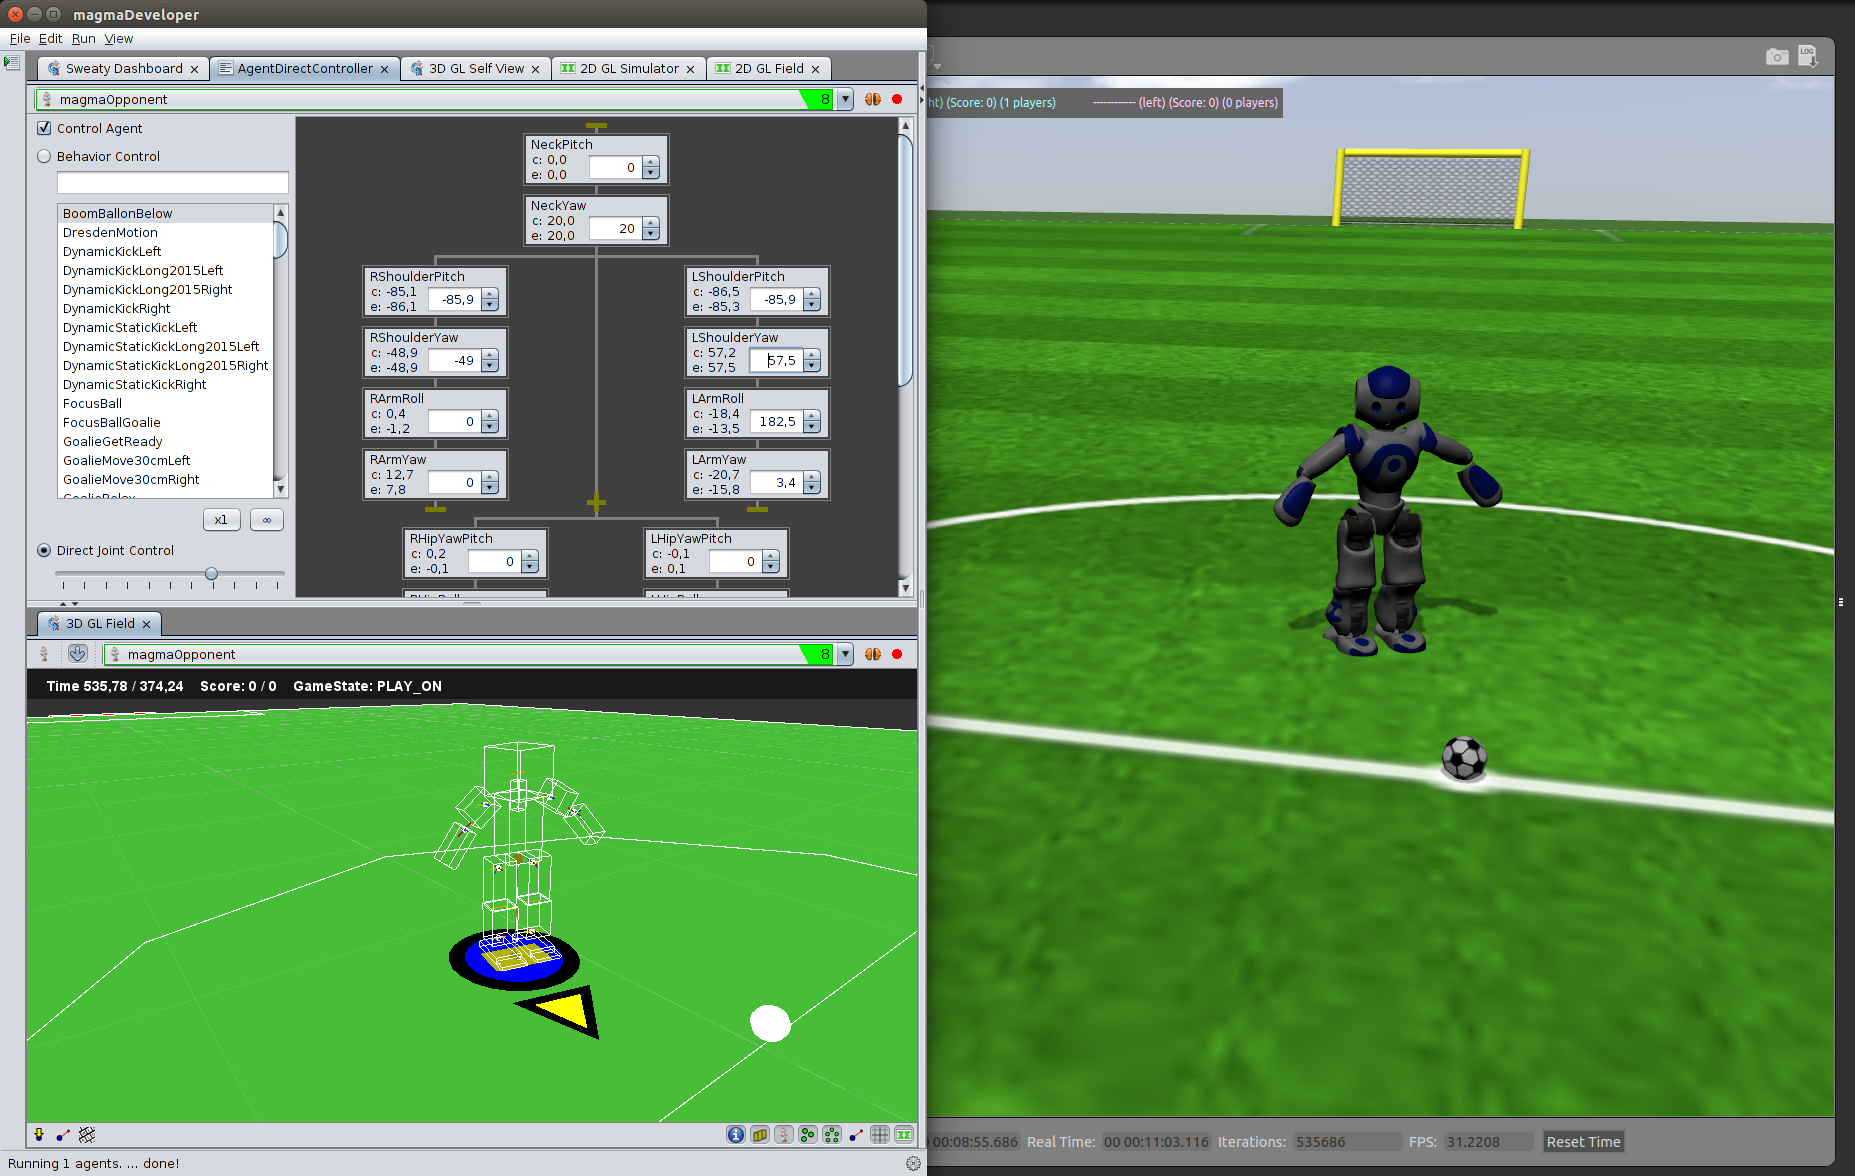 magmaDeveloper
File Edit Run View
Sweaty Dashboard AgentDirectController 3D GL Self View 2D GL Simulator 2D GL Field
magmaOpponent 8
Control Agent
Behavior Control
BoomBallonBelow
DresdenMotion
DynamicKickLeft
DynamicKickLong2015Left
DynamicKickLong2015Right
DynamicKickRight
DynamicStaticKickLeft
DynamicStaticKickLong2015Left
DynamicStaticKickLong2015Right
DynamicStaticKickRight
FocusBall
FocusBallGoalie
GoalieGetReady
GoalieMove30cmLeft
GoalieMove30cmRight
x1 ∞
Direct Joint Control
NeckPitch
c: 0,0
e: 0,0
0
NeckYaw
c: 20,0
e: 20,0
20
RShoulderPitch
c: -85,1
e: -86,1
-85,9
LShoulderPitch
c: -86,5
e: -85,3
-85,9
RShoulderYaw
c: -48,9
e: -48,9
-49
LShoulderYaw
c: 57,2
e: 57,5
57,5
RArmRoll
c: 0,4
e: -1,2
0
LArmRoll
c: -18,4
e: -13,5
182,5
RArmYaw
c: 12,7
e: 7,8
0
LArmYaw
c: -20,7
e: -15,8
3,4
RHipYawPitch
c: 0,2
e: -0,1
0
LHipYawPitch
c: -0,1
e: 0,1
0
3D GL Field
magmaOpponent 8
Time 535,78 / 374,24 Score: 0 / 0 GameState: PLAY_ON
Running 1 agents. ... done!
LOG
ht) (Score: 0) (1 players) ------------ (left) (Score: 0) (0 players)
00:08:55.686 Real Time: 00 00:11:03.116 Iterations: 535686 FPS: 31.2208 Reset Time